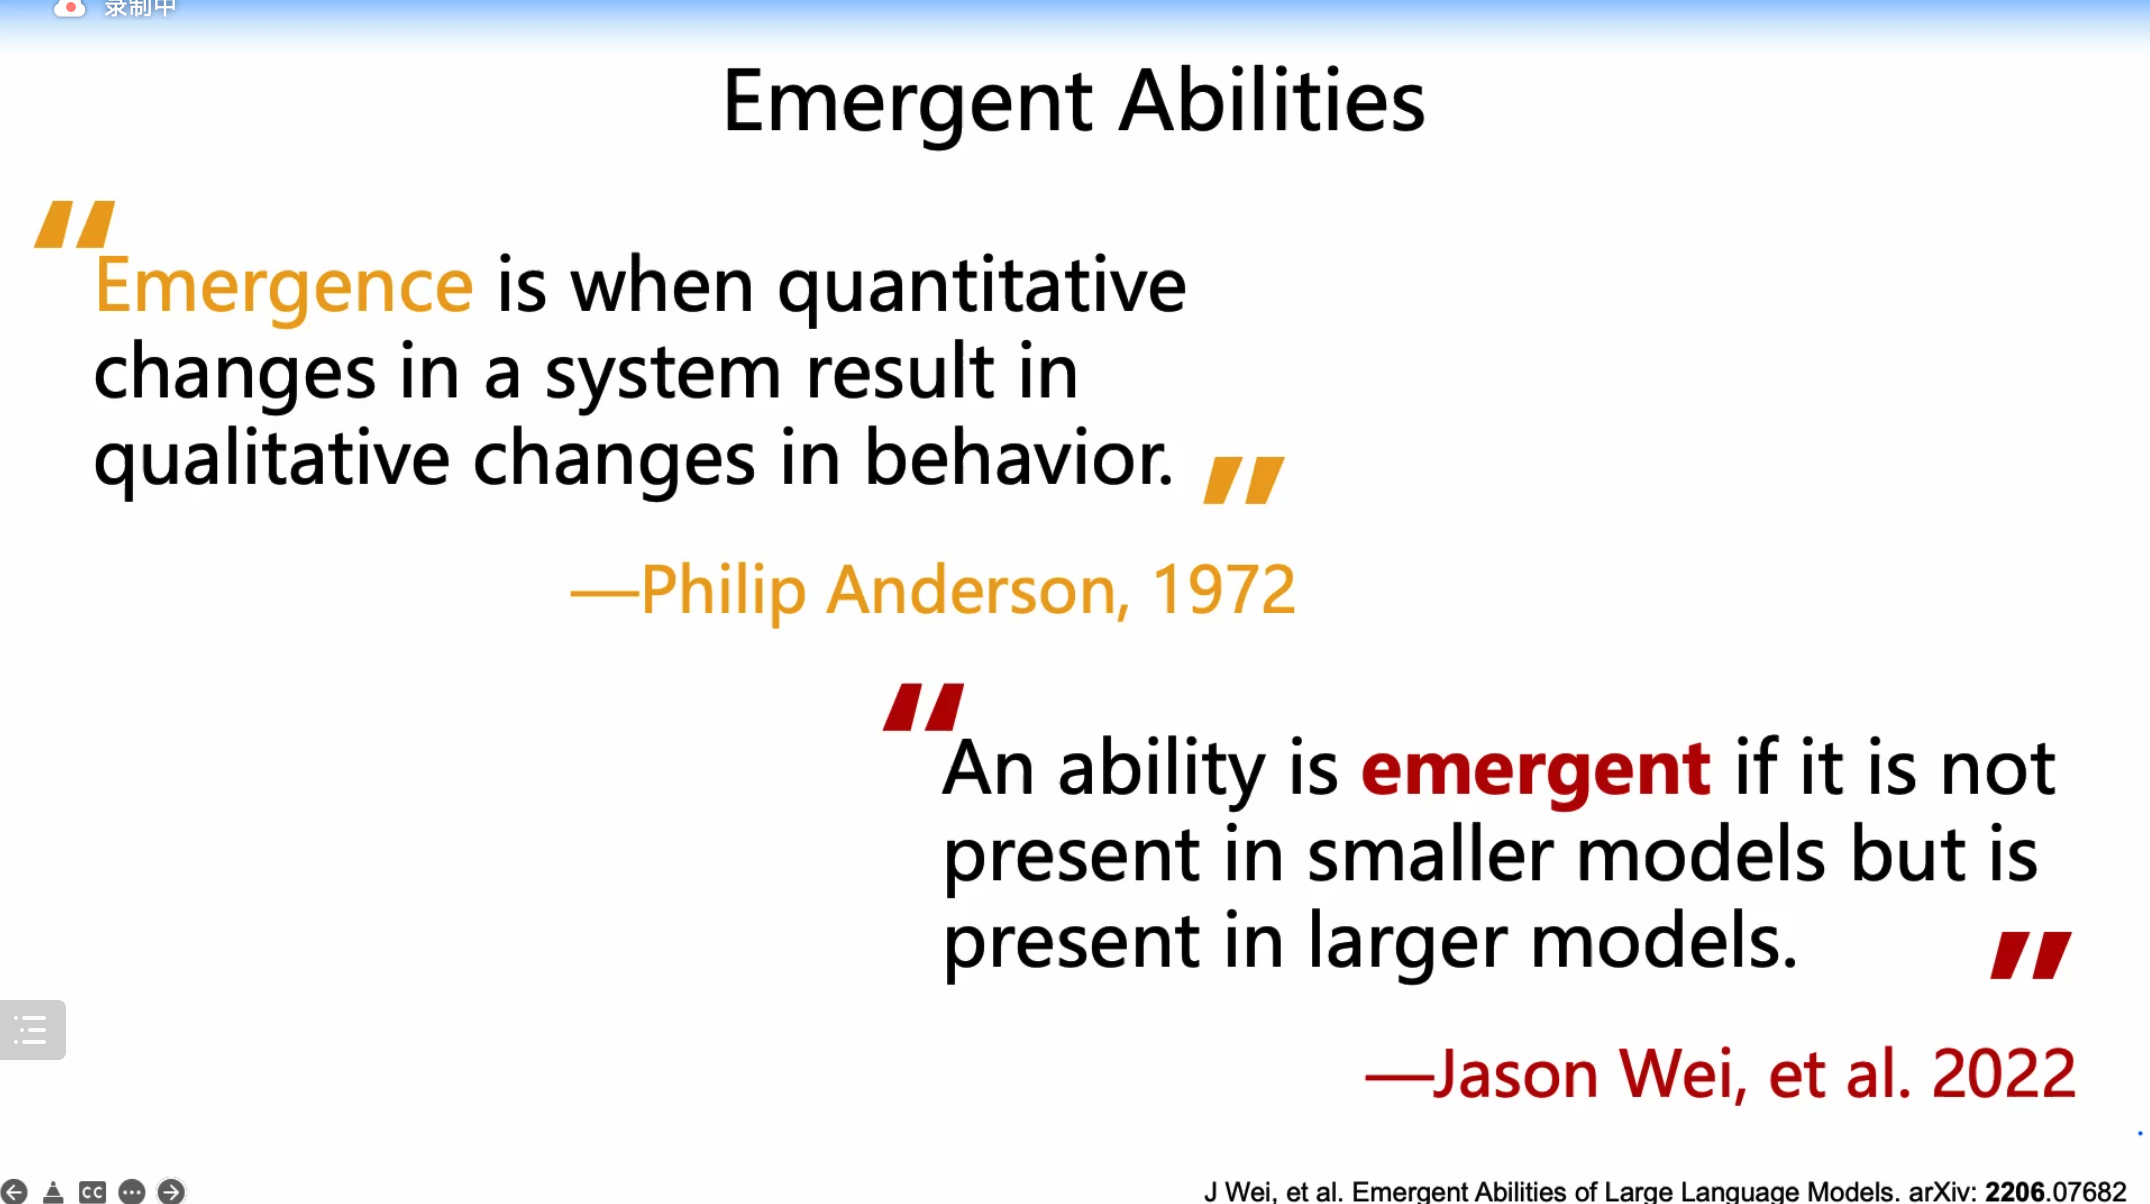 录制中
Emergent Abilities
“
Emergence is when quantitative
changes in a system result in
qualitative changes in behavior. ”
—Philip Anderson, 1972
“
An ability is emergent if it is not
present in smaller models but is
present in larger models. ”
—Jason Wei, et al. 2022
CC
J Wei, et al. Emergent Abilities of Large Language Models. arXiv: 2206.07682